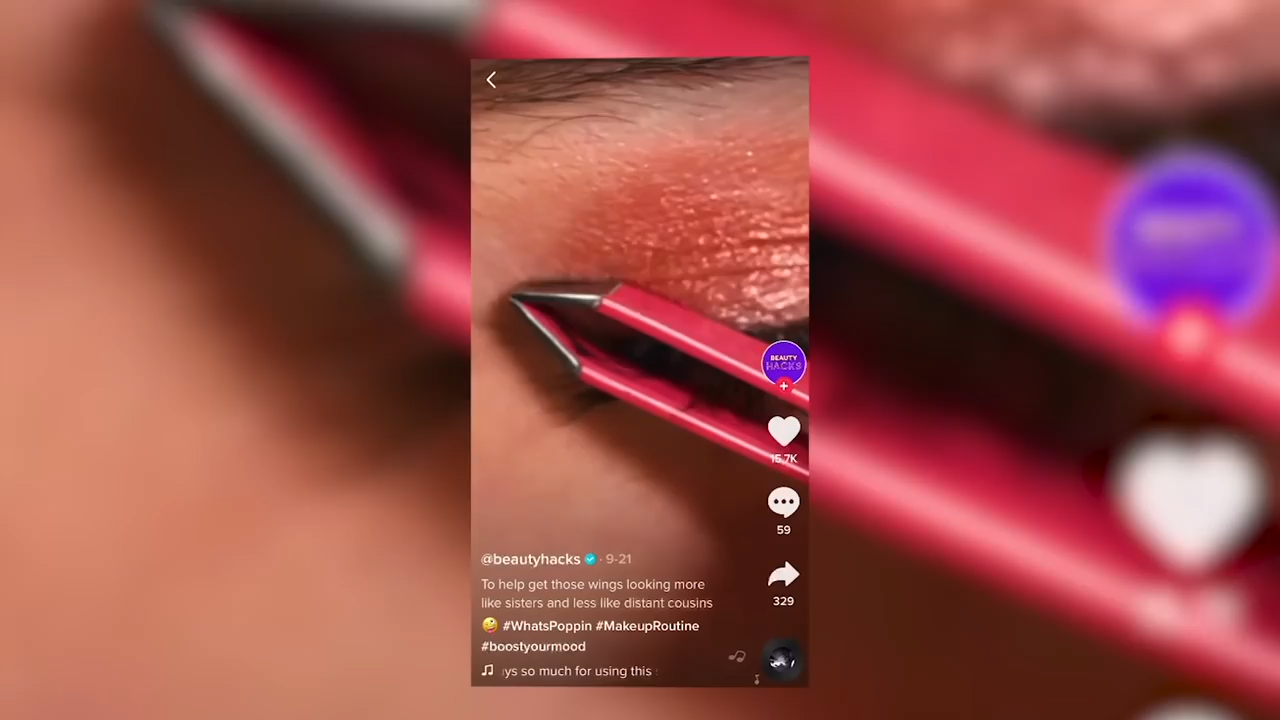 BEAUTY
HACKS
15.7K
59
@beautyhacks · 9-21
To help get those wings looking more
like sisters and less like distant cousins
🤪 #WhatsPoppin #MakeupRoutine
#boostyourmood
329
ys so much for using this